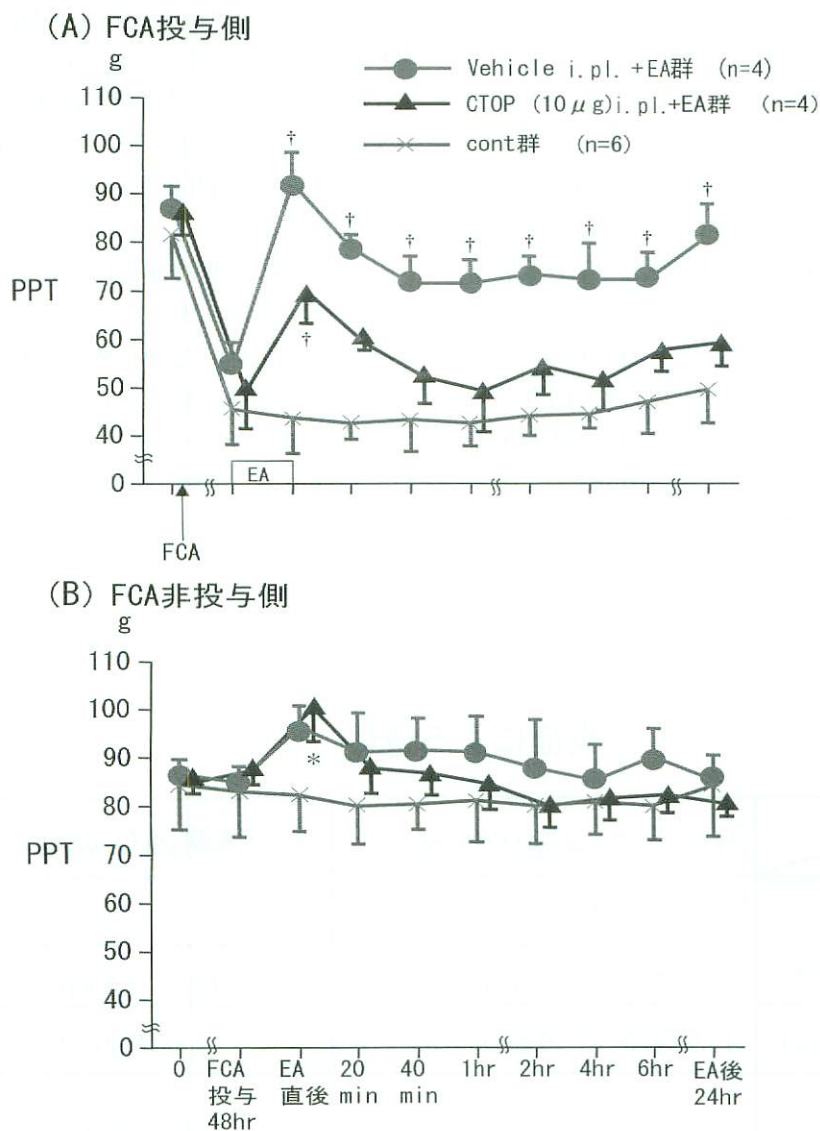 (A) FCA投与側
g
Vehicle i.pl. +EA群 (n=4)
CTOP (10μg)i.pl.+EA群 (n=4)
cont群 (n=6)
110
100
90
80
70
60
50
40
0
PPT
† † † † † † † †
†
EA
FCA
(B) FCA非投与側
g
110
100
90
80
70
60
50
40
0
PPT
*
0 FCA EA 20 40 1hr 2hr 4hr 6hr EA後
投与 直後 min min 24hr
48hr